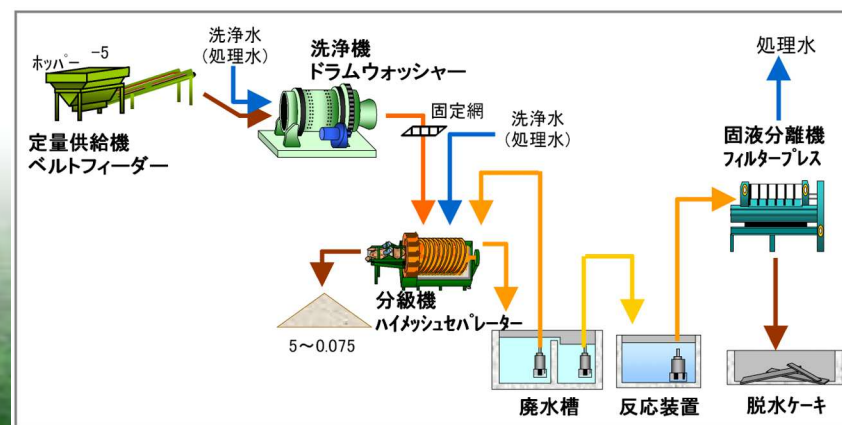 ホッパー
-5
定量供給機
ベルトフィーダー
洗浄水
(処理水)
洗浄機
ドラムウォッシャー
固定網
洗浄水
(処理水)
分級機
ハイメッシュセパレーター
5～0.075
廃水槽
反応装置
処理水
固液分離機
フィルタープレス
脱水ケーキ